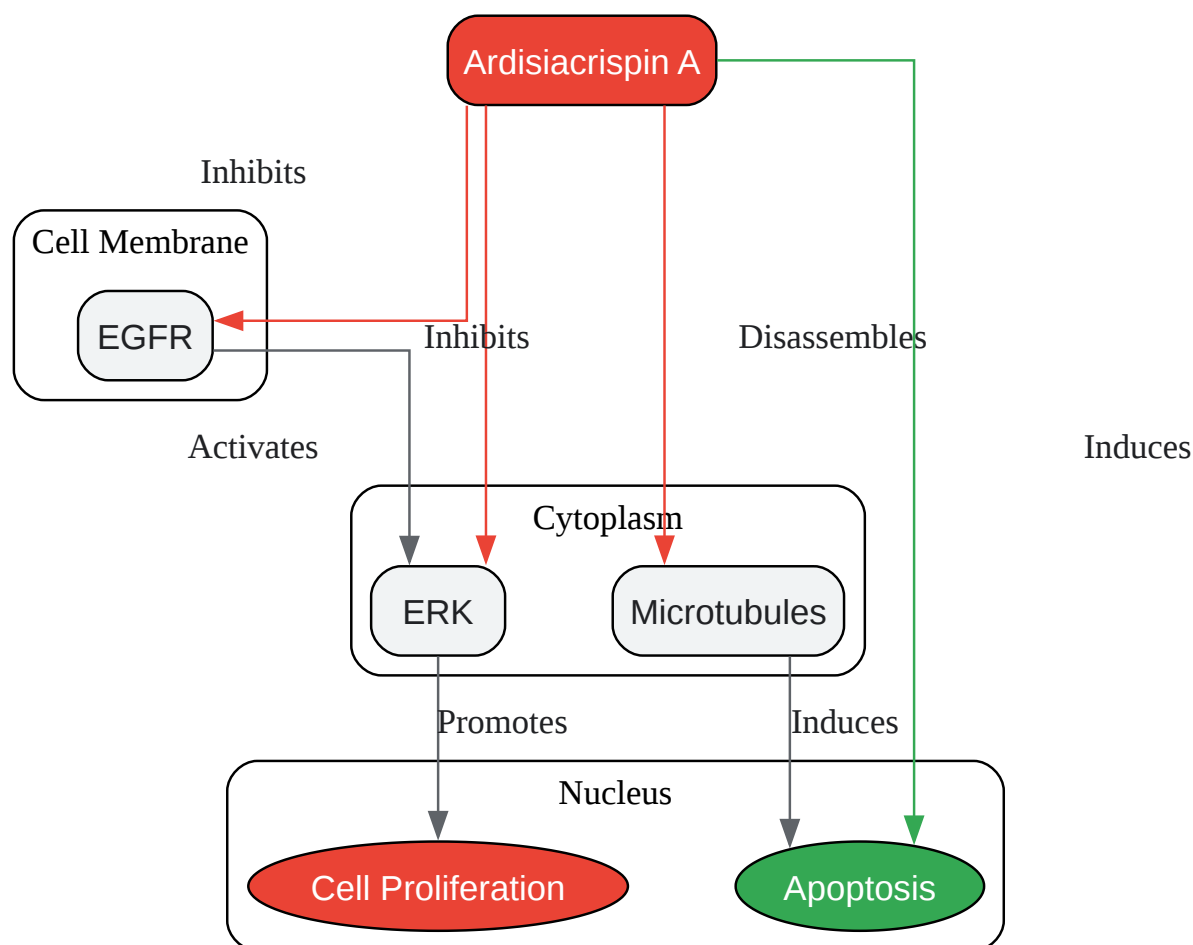 Ardisiacrispin A
Inhibits
Cell Membrane
EGFR
Inhibits
Disassembles
Activates
Induces
Cytoplasm
ERK
Microtubules
Promotes
Induces
Nucleus
Cell Proliferation
Apoptosis